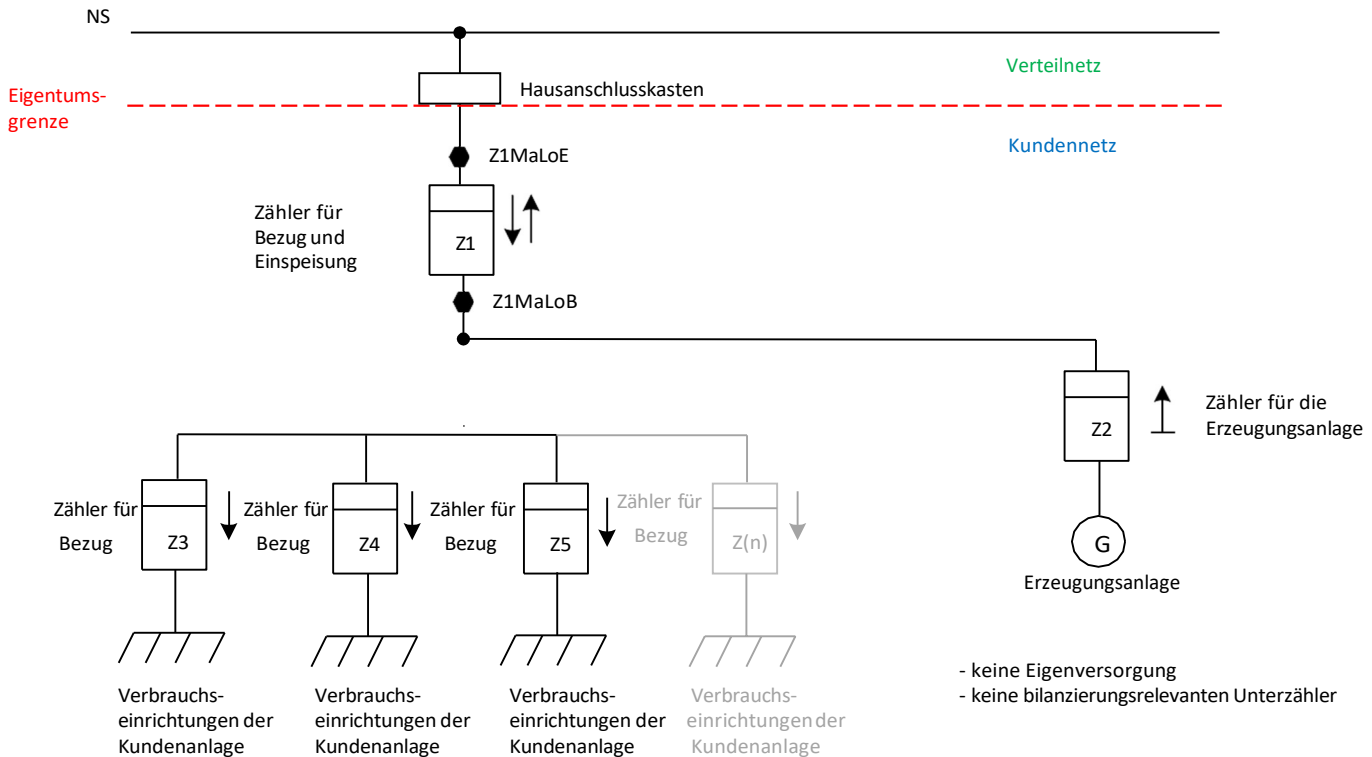 NS
Verteilnetz
Hausanschlusskasten
Eigentums-
grenze
Kundennetz
Z1MaLoE
Zähler für
Bezug und
Einspeisung
Z1
Z1MaLoB
Z2
Zähler für die
Erzeugungsanlage
Zähler für
Bezug
Z3
Zähler für
Bezug
Z4
Zähler für
Bezug
Z5
Zähler für
Bezug
Z(n)
G
Erzeugungsanlage
Verbrauchs-
einrichtungen der
Kundenanlage
Verbrauchs-
einrichtungen der
Kundenanlage
Verbrauchs-
einrichtungen der
Kundenanlage
Verbrauchs-
einrichtungen der
Kundenanlage
- keine Eigenversorgung
- keine bilanzierungsrelevanten Unterzähler